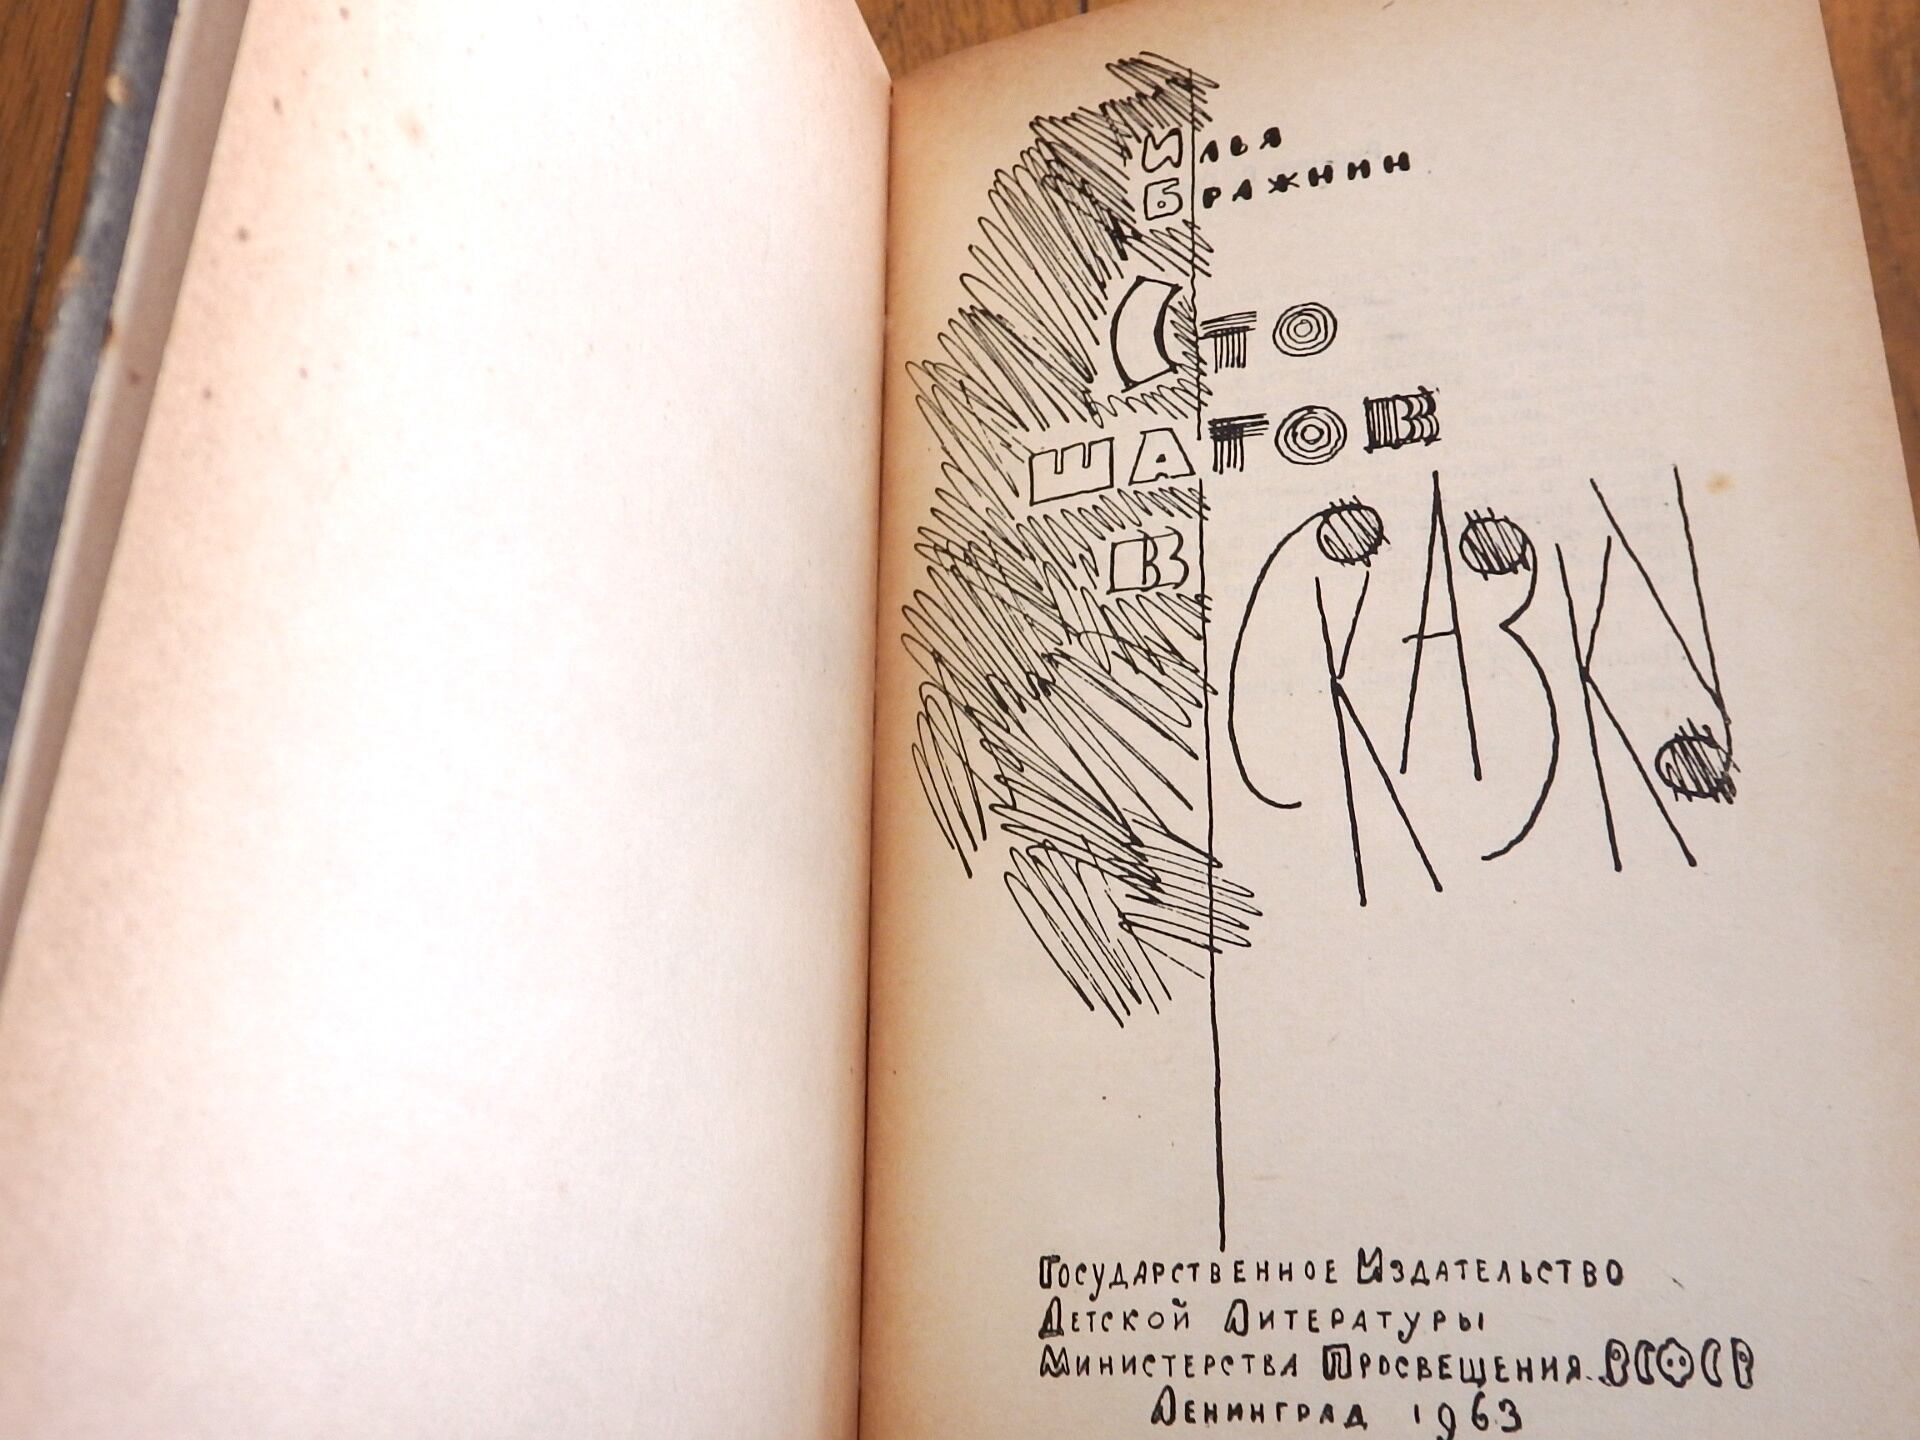 Илья
Бражнин
Сто
шагов
в
сказку
Государственное Издательство
Детской Литературы
Министерства Просвещения РСФСР
Ленинград 1963